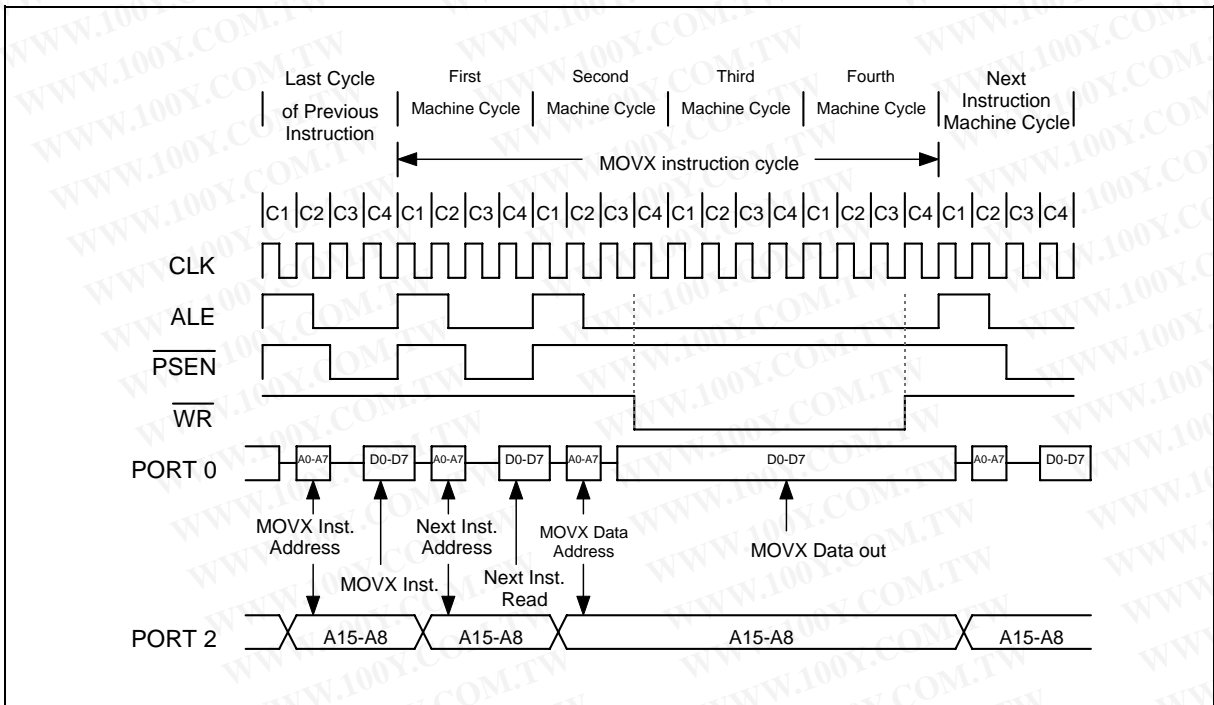 Last Cycle of Previous Instruction
First Machine Cycle
Second Machine Cycle
Third Machine Cycle
Fourth Machine Cycle
Next Instruction Machine Cycle
MOVX instruction cycle
C1 C2 C3 C4 C1 C2 C3 C4 C1 C2 C3 C4 C1 C2 C3 C4 C1 C2 C3 C4 C1 C2 C3 C4
CLK
ALE
PSEN
WR
PORT 0 A0-A7 D0-D7 A0-A7 D0-D7 A0-A7 D0-D7 A0-A7 D0-D7
MOVX Inst. Address
MOVX Inst.
Next Inst. Address
Next Inst. Read
MOVX Data Address
MOVX Data out
PORT 2 A15-A8 A15-A8 A15-A8 A15-A8
WWW.100Y.COM.TW